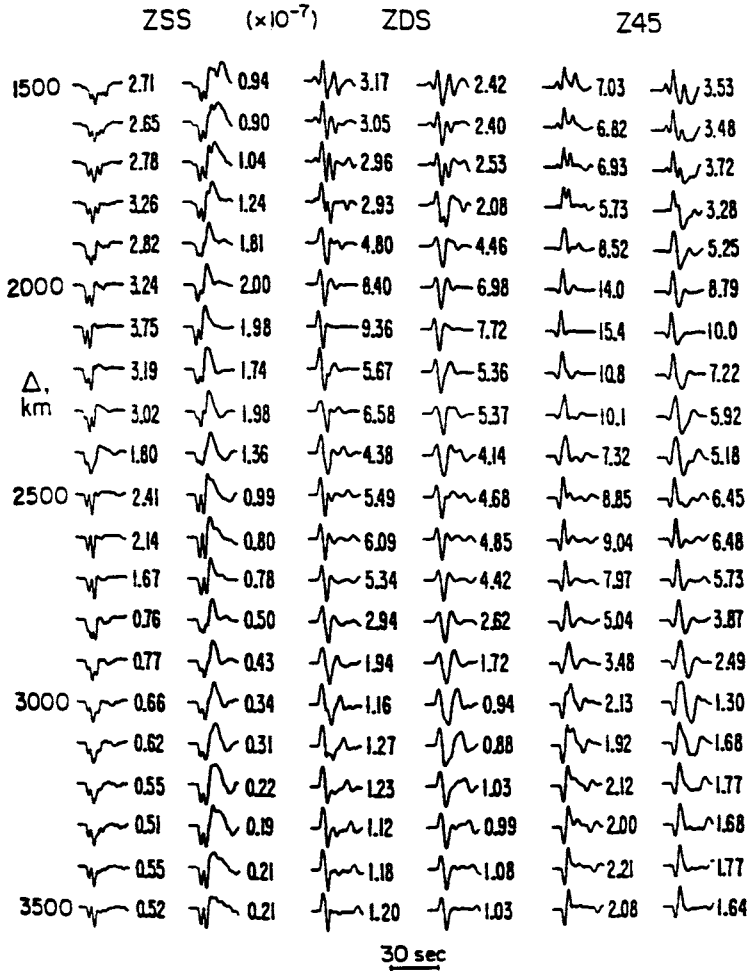 ZSS (×10⁻⁷) ZDS Z45
1500 2.71 0.94 3.17 2.42 7.03 3.53
2.65 0.90 3.05 2.40 6.82 3.48
2.78 1.04 2.96 2.53 6.93 3.72
3.26 1.24 2.93 2.08 5.73 3.28
2.82 1.81 4.80 4.46 8.52 5.25
2000 3.24 2.00 8.40 6.98 14.0 8.79
3.75 1.98 9.36 7.72 15.4 10.0
Δ, 3.19 1.74 5.67 5.36 10.8 7.22
km 3.02 1.98 6.58 5.37 10.1 5.92
1.80 1.36 4.38 4.14 7.32 5.18
2500 2.41 0.99 5.49 4.68 8.85 6.45
2.14 0.80 6.09 4.85 9.04 6.48
1.67 0.78 5.34 4.42 7.97 5.73
0.76 0.50 2.94 2.62 5.04 3.87
0.77 0.43 1.94 1.72 3.48 2.49
3000 0.66 0.34 1.16 0.94 2.13 1.30
0.62 0.31 1.27 0.88 1.92 1.68
0.55 0.22 1.23 1.03 2.12 1.77
0.51 0.19 1.12 0.99 2.00 1.68
0.55 0.21 1.18 1.08 2.21 1.77
3500 0.52 0.21 1.20 1.03 2.08 1.64
30 sec